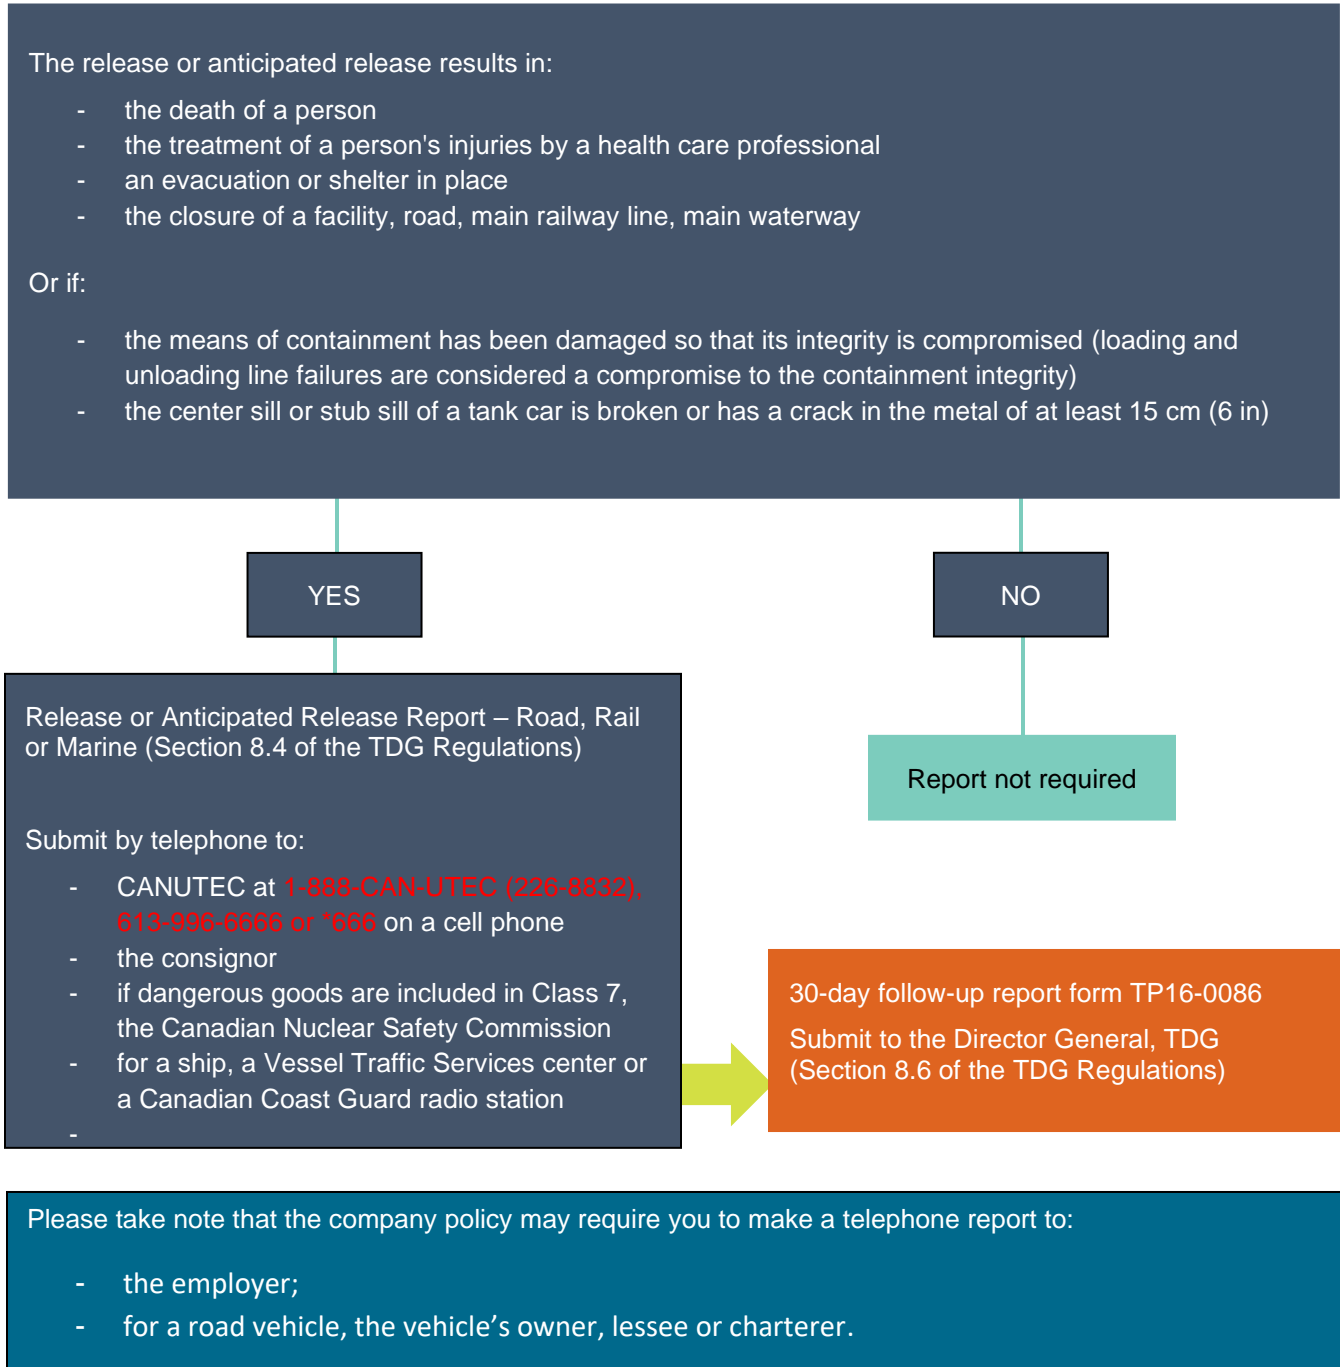 The release or anticipated release results in:
- the death of a person
- the treatment of a person's injuries by a health care professional
- an evacuation or shelter in place
- the closure of a facility, road, main railway line, main waterway
Or if:
- the means of containment has been damaged so that its integrity is compromised (loading and
unloading line failures are considered a compromise to the containment integrity)
- the center sill or stub sill of a tank car is broken or has a crack in the metal of at least 15 cm (6 in)
YES
NO
Release or Anticipated Release Report – Road, Rail
or Marine (Section 8.4 of the TDG Regulations)
Submit by telephone to:
- CANUTEC at 1-888-CAN-UTEC (226-8832),
613-996-6666 or *666 on a cell phone
- the consignor
- if dangerous goods are included in Class 7,
the Canadian Nuclear Safety Commission
- for a ship, a Vessel Traffic Services center or
a Canadian Coast Guard radio station
-
Report not required
30-day follow-up report form TP16-0086
Submit to the Director General, TDG
(Section 8.6 of the TDG Regulations)
Please take note that the company policy may require you to make a telephone report to:
- the employer;
- for a road vehicle, the vehicle’s owner, lessee or charterer.